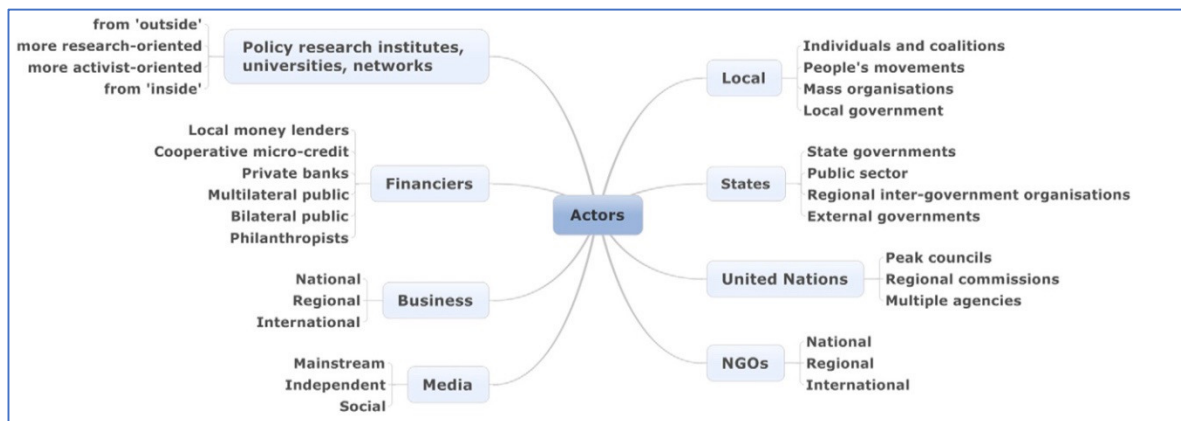 from 'outside'
more research-oriented
more activist-oriented
from 'inside'
Policy research institutes,
universities, networks
Local money lenders
Cooperative micro-credit
Private banks
Multilateral public
Bilateral public
Philanthropists
Financiers
National
Regional
International
Business
Mainstream
Independent
Social
Media
Actors
Local
Individuals and coalitions
People's movements
Mass organisations
Local government
States
State governments
Public sector
Regional inter-government organisations
External governments
United Nations
Peak councils
Regional commissions
Multiple agencies
NGOs
National
Regional
International